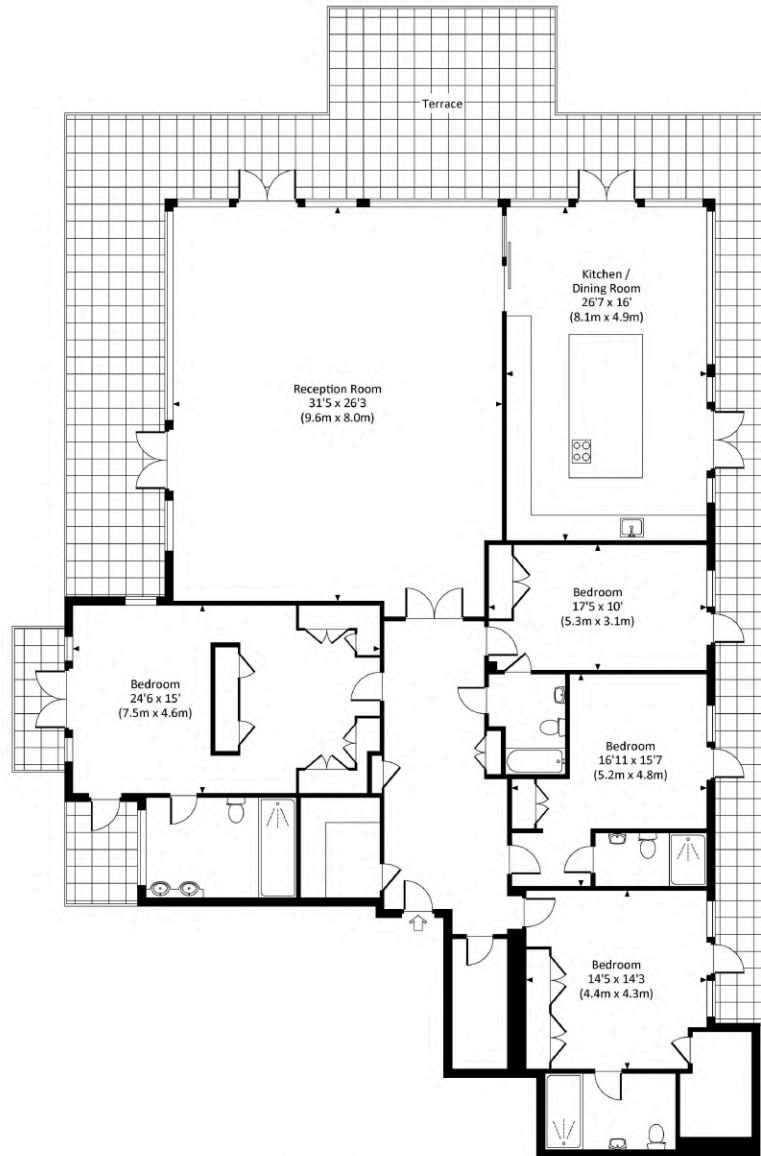 Terrace
Kitchen /
Dining Room
26'7 x 16'
(8.1m x 4.9m)
Reception Room
31'5 x 26'3
(9.6m x 8.0m)
Bedroom
17'5 x 10'
(5.3m x 3.1m)
Bedroom
24'6 x 15'
(7.5m x 4.6m)
Bedroom
16'11 x 15'7
(5.2m x 4.8m)
Bedroom
14'5 x 14'3
(4.4m x 4.3m)